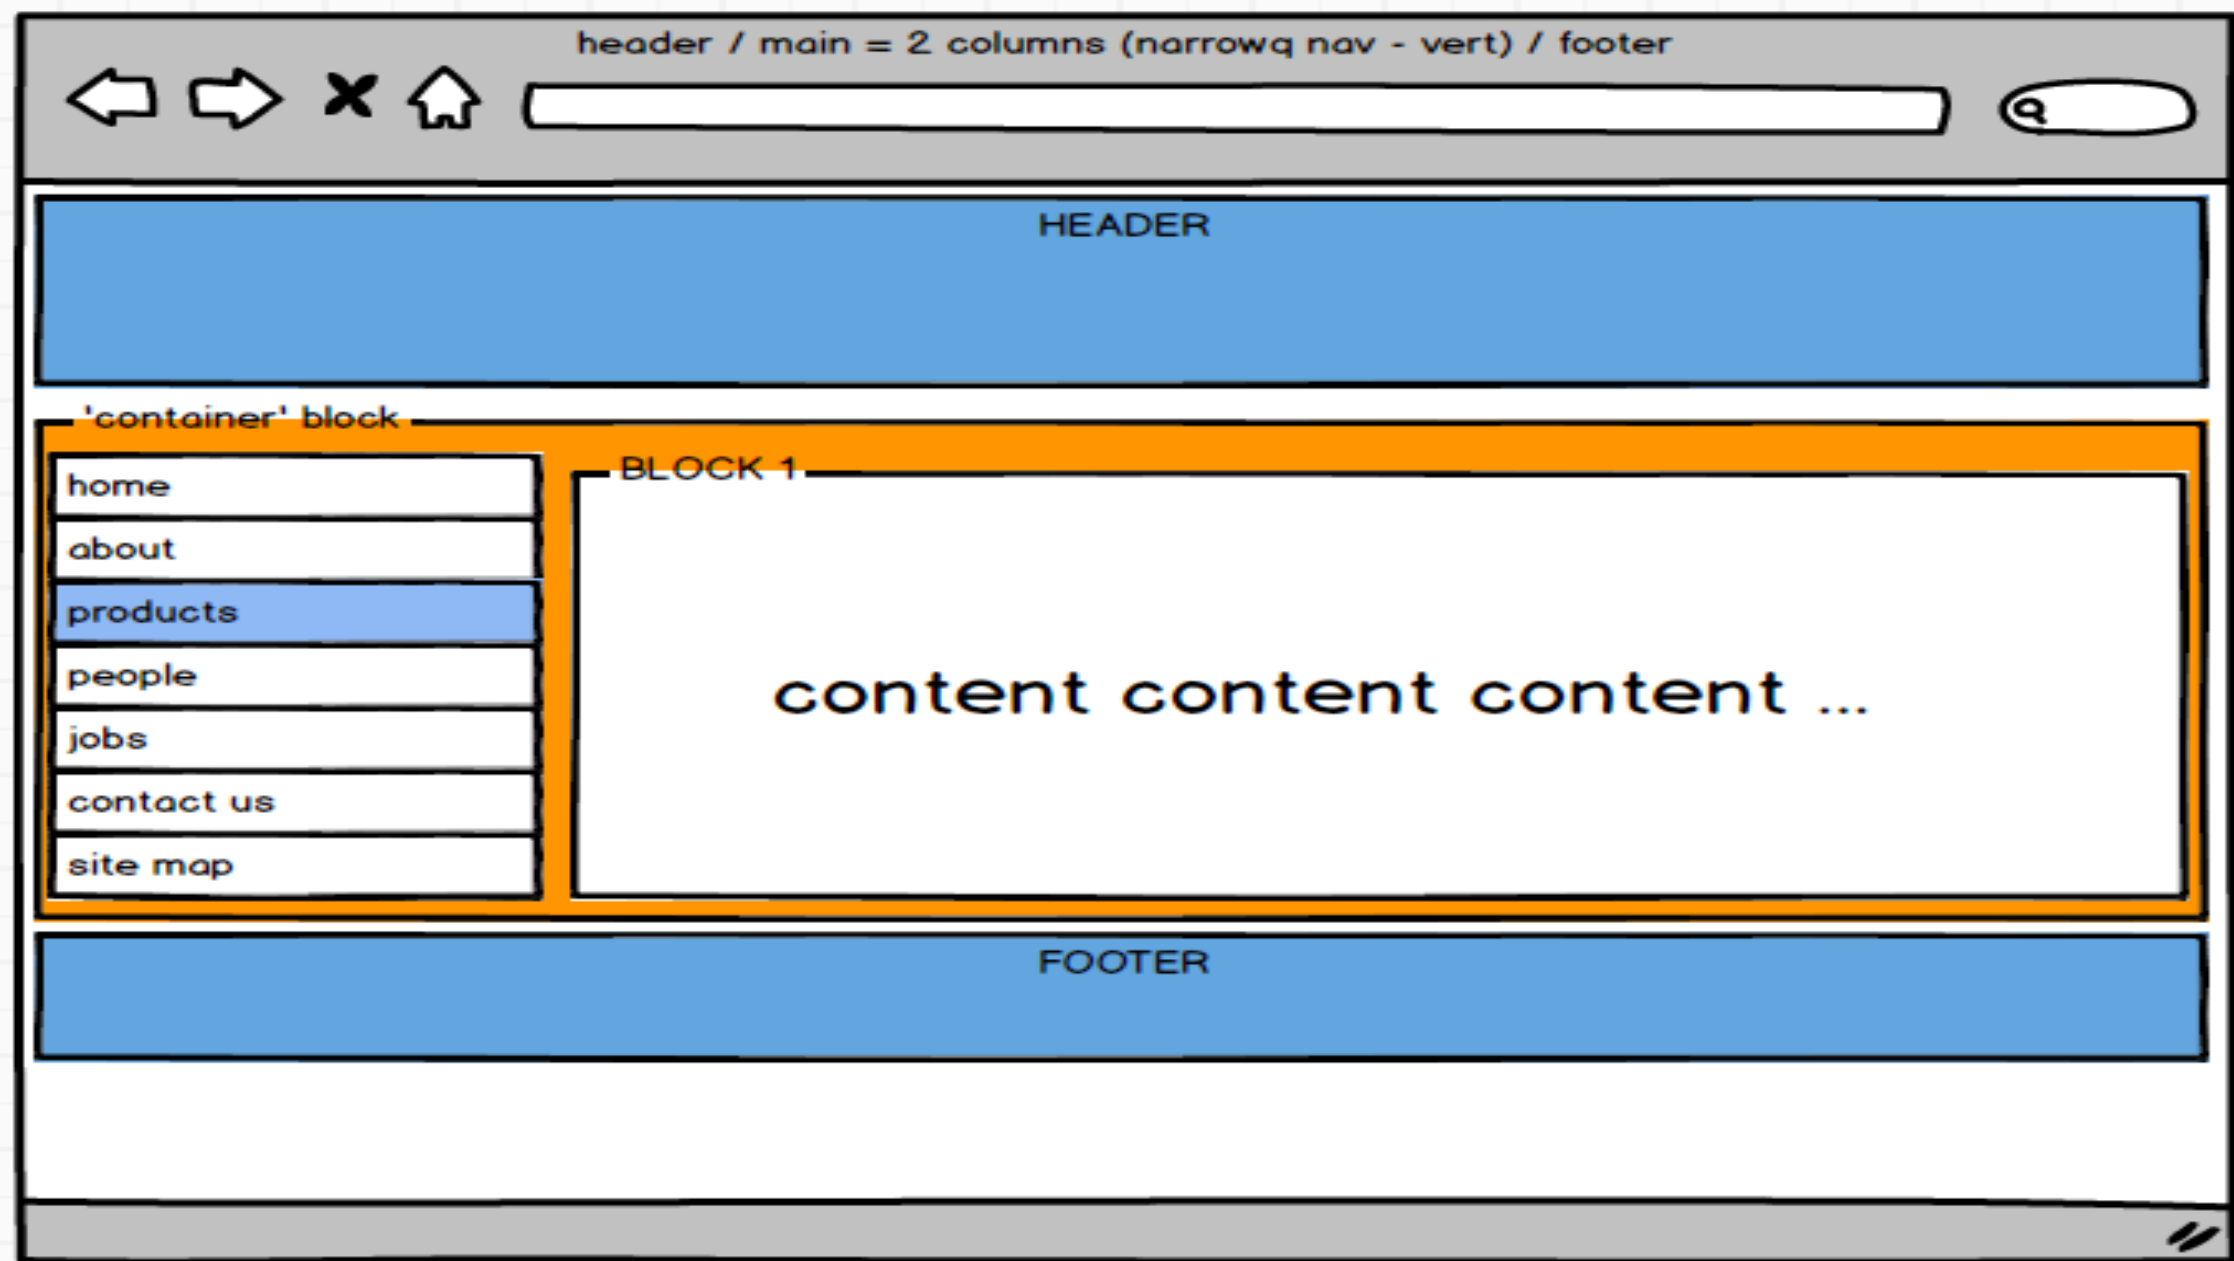 header / main = 2 columns (narrowq nav - vert) / footer
HEADER
'container' block
home
about
products
people
jobs
contact us
site map
BLOCK 1
content content content ...
FOOTER